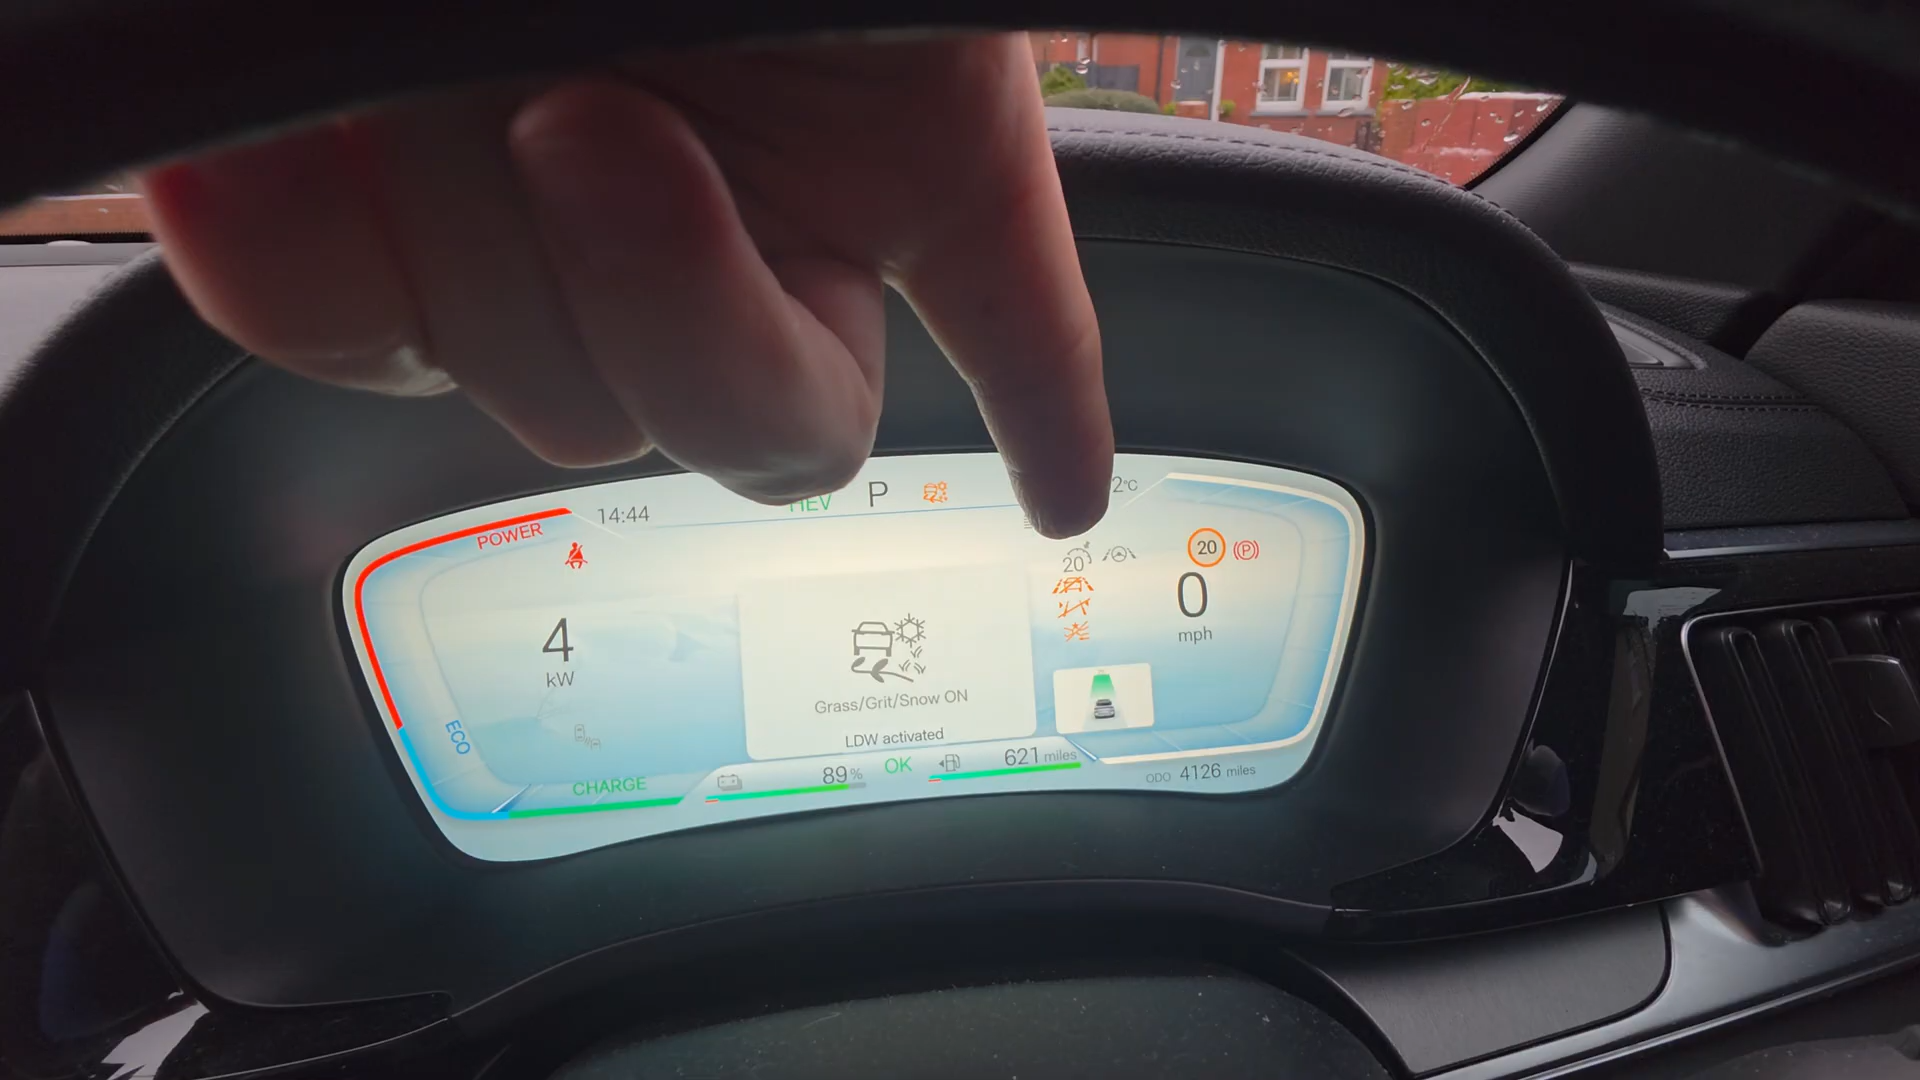 14:44
P
2°C
POWER
20
20
4
kW
0
mph
Grass/Grit/Snow ON
LDW activated
ECO
CHARGE
89%
OK
621 miles
ODO 4126 miles